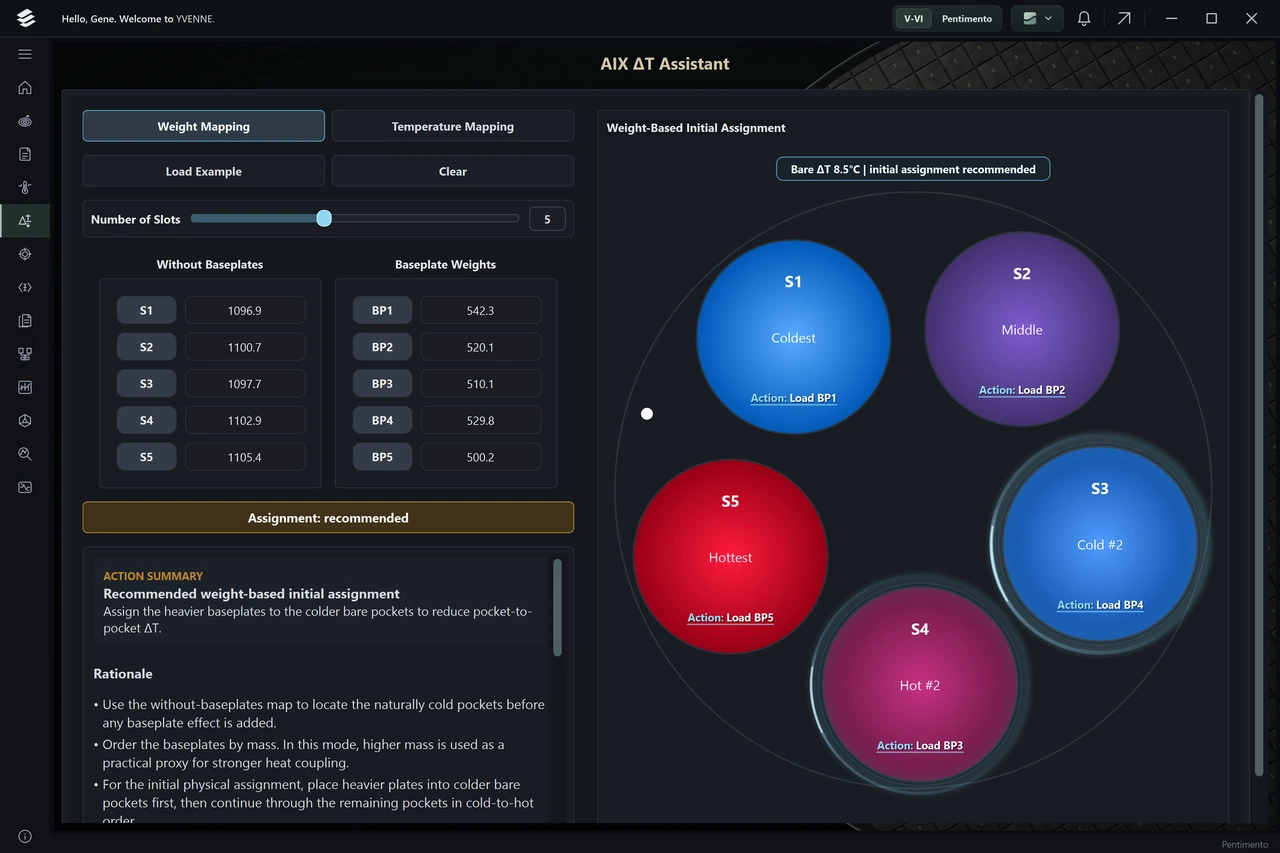 Hello, Gene. Welcome to YVENNE.
V-VI Pentimento
AIX ΔT Assistant
Weight Mapping
Temperature Mapping
Load Example
Clear
Number of Slots
5
Without Baseplates
S1 1096.9
S2 1100.7
S3 1097.7
S4 1102.9
S5 1105.4
Baseplate Weights
BP1 542.3
BP2 520.1
BP3 510.1
BP4 529.8
BP5 500.2
Assignment: recommended
ACTION SUMMARY
Recommended weight-based initial assignment
Assign the heavier baseplates to the colder bare pockets to reduce pocket-to-
pocket ΔT.
Rationale
• Use the without-baseplates map to locate the naturally cold pockets before
any baseplate effect is added.
• Order the baseplates by mass. In this mode, higher mass is used as a
practical proxy for stronger heat coupling.
• For the initial physical assignment, place heavier plates into colder bare
pockets first, then continue through the remaining pockets in cold-to-hot
order.
Weight-Based Initial Assignment
Bare ΔT 8.5°C | initial assignment recommended
S1
Coldest
Action: Load BP1
S2
Middle
Action: Load BP2
S3
Cold #2
Action: Load BP4
S4
Hot #2
Action: Load BP3
S5
Hottest
Action: Load BP5
Pentimento